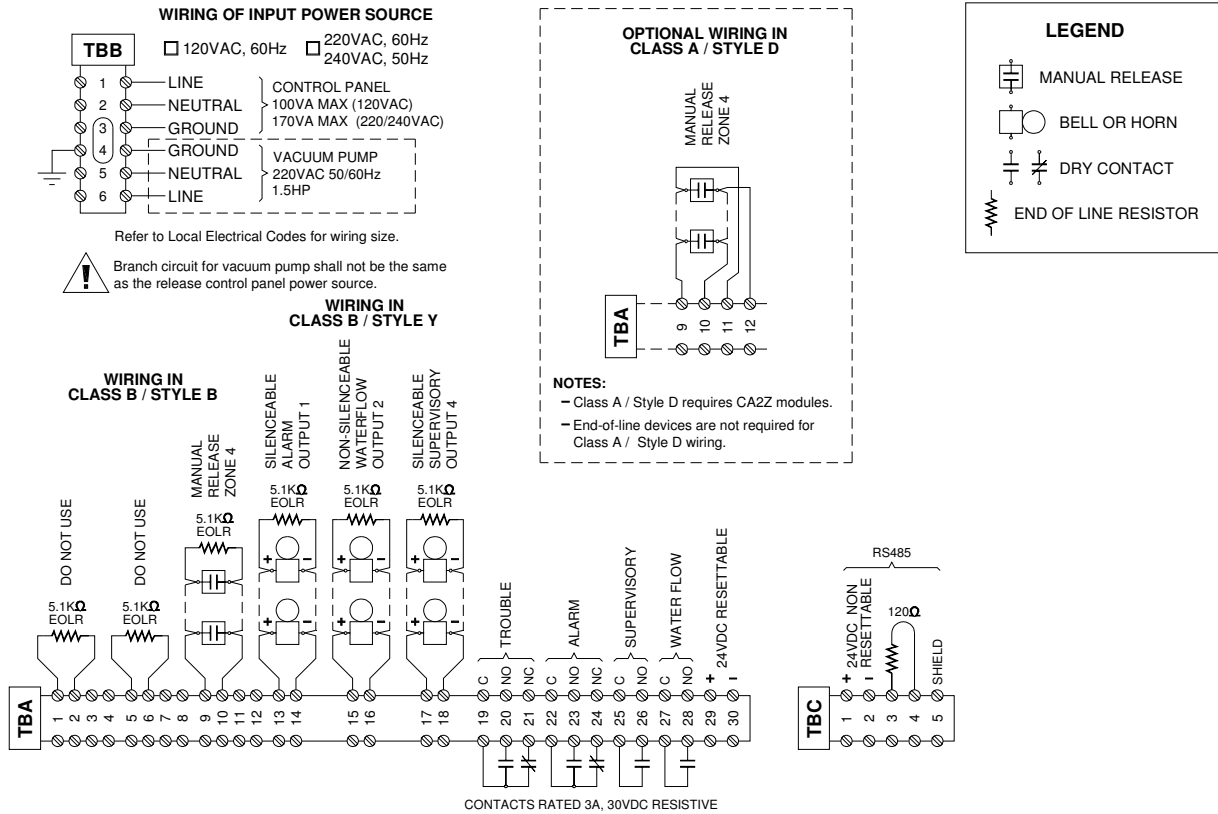 WIRING OF INPUT POWER SOURCE
TBB
120VAC, 60Hz
220VAC, 60Hz
240VAC, 50Hz
1
2
3
4
5
6
LINE
NEUTRAL
GROUND
GROUND
NEUTRAL
LINE
CONTROL PANEL
100VA MAX (120VAC)
170VA MAX (220/240VAC)
VACUUM PUMP
220VAC 50/60Hz
1.5HP
Refer to Local Electrical Codes for wiring size.
!
Branch circuit for vacuum pump shall not be the same
as the release control panel power source.
OPTIONAL WIRING IN
CLASS A / STYLE D
MANUAL
RELEASE
ZONE 4
TBA
9
10
11
12
NOTES:
– Class A / Style D requires CA2Z modules.
– End-of-line devices are not required for
Class A / Style D wiring.
LEGEND
MANUAL RELEASE
BELL OR HORN
DRY CONTACT
END OF LINE RESISTOR
WIRING IN
CLASS B / STYLE Y
WIRING IN
CLASS B / STYLE B
DO NOT USE
5.1KΩ
EOLR
DO NOT USE
5.1KΩ
EOLR
MANUAL
RELEASE
ZONE 4
5.1KΩ
EOLR
SILENCEABLE
ALARM
OUTPUT 1
5.1KΩ
EOLR
+ –
+ –
NON-SILENCEABLE
WATERFLOW
OUTPUT 2
5.1KΩ
EOLR
+ –
+ –
SILENCEABLE
SUPERVISORY
OUTPUT 4
5.1KΩ
EOLR
+ –
+ –
TROUBLE
C
NO
NC
ALARM
C
NO
NC
SUPERVISORY
C
NO
WATER FLOW
C
NO
24VDC RESETTABLE
+
–
TBA
1
2
3
4
5
6
7
8
9
10
11
12
13
14
15
16
17
18
19
20
21
22
23
24
25
26
27
28
29
30
CONTACTS RATED 3A, 30VDC RESISTIVE
RS485
24VDC NON
RESETTABLE
+
–
120Ω
SHIELD
TBC
1
2
3
4
5